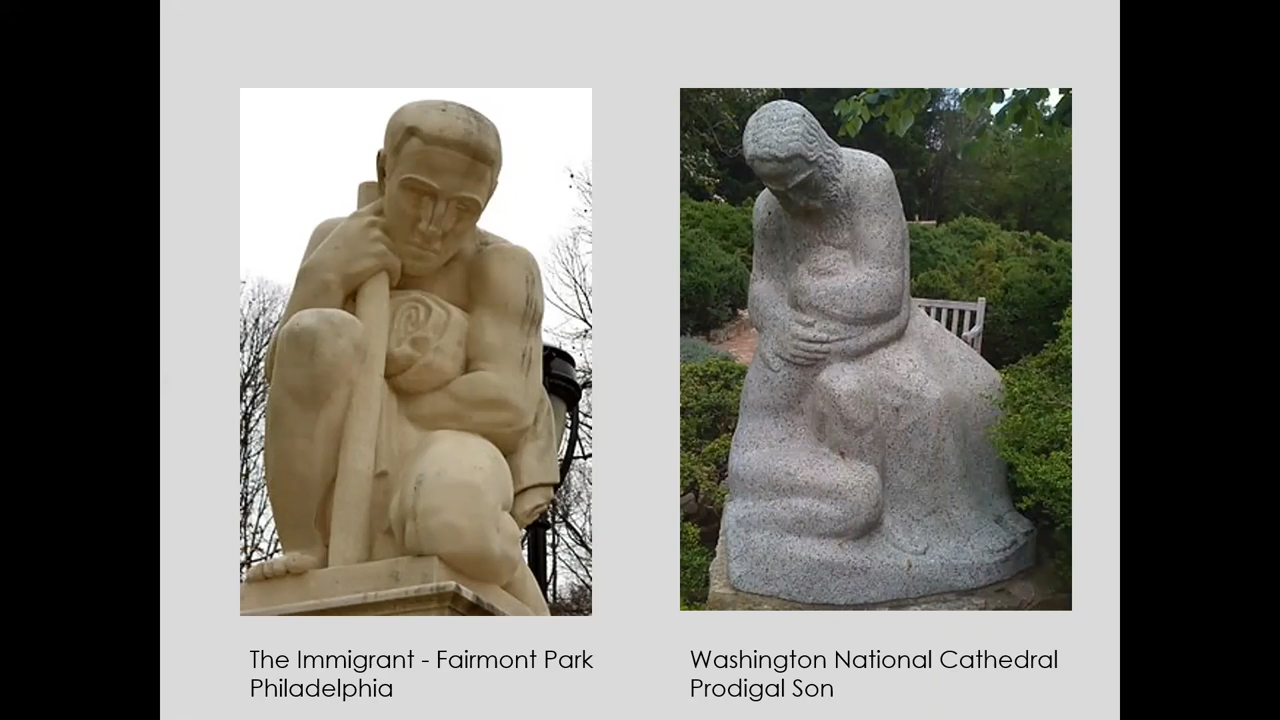 The Immigrant - Fairmont Park
Philadelphia
Washington National Cathedral
Prodigal Son